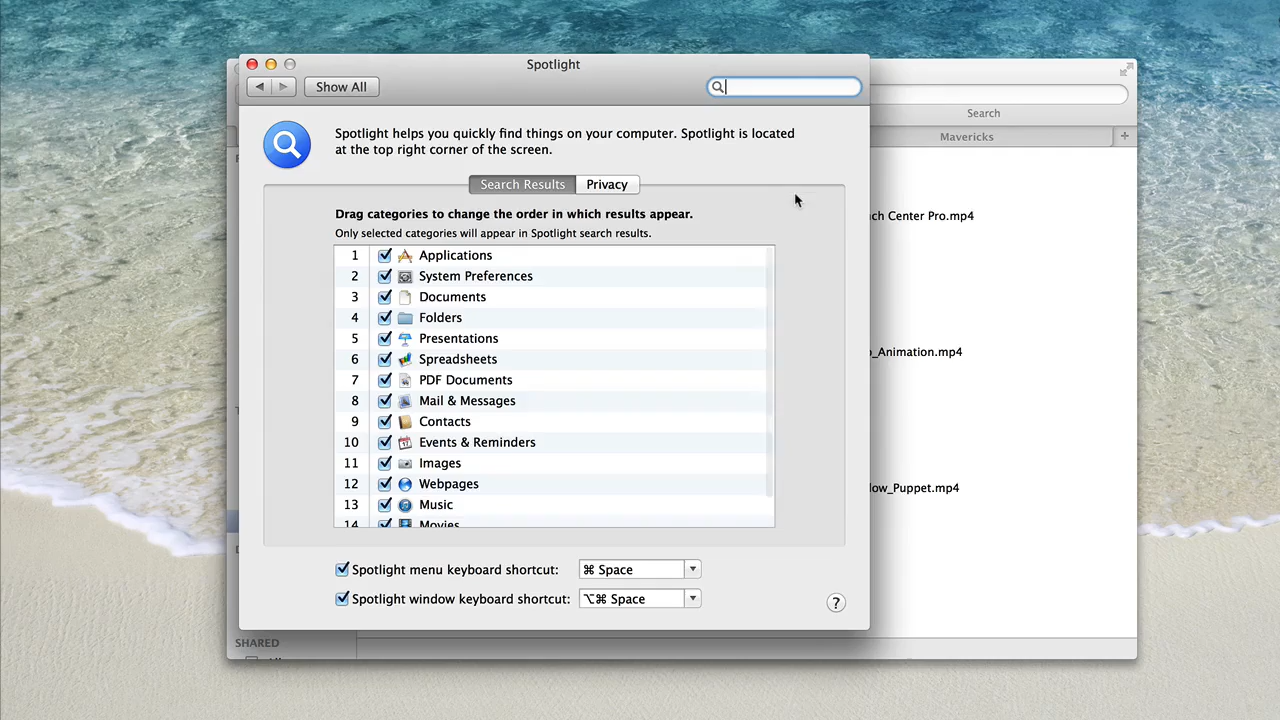 Spotlight
Show All
Search
Mavericks
Spotlight helps you quickly find things on your computer. Spotlight is located
at the top right corner of the screen.
Search Results
Privacy
Drag categories to change the order in which results appear.
Only selected categories will appear in Spotlight search results.
1 Applications
2 System Preferences
3 Documents
4 Folders
5 Presentations
6 Spreadsheets
7 PDF Documents
8 Mail & Messages
9 Contacts
10 Events & Reminders
11 Images
12 Webpages
13 Music
14 Movies
Spotlight menu keyboard shortcut: ⌘ Space
Spotlight window keyboard shortcut: ⌥⌘ Space
?
Center Pro.mp4
_Animation.mp4
_Puppet.mp4
SHARED